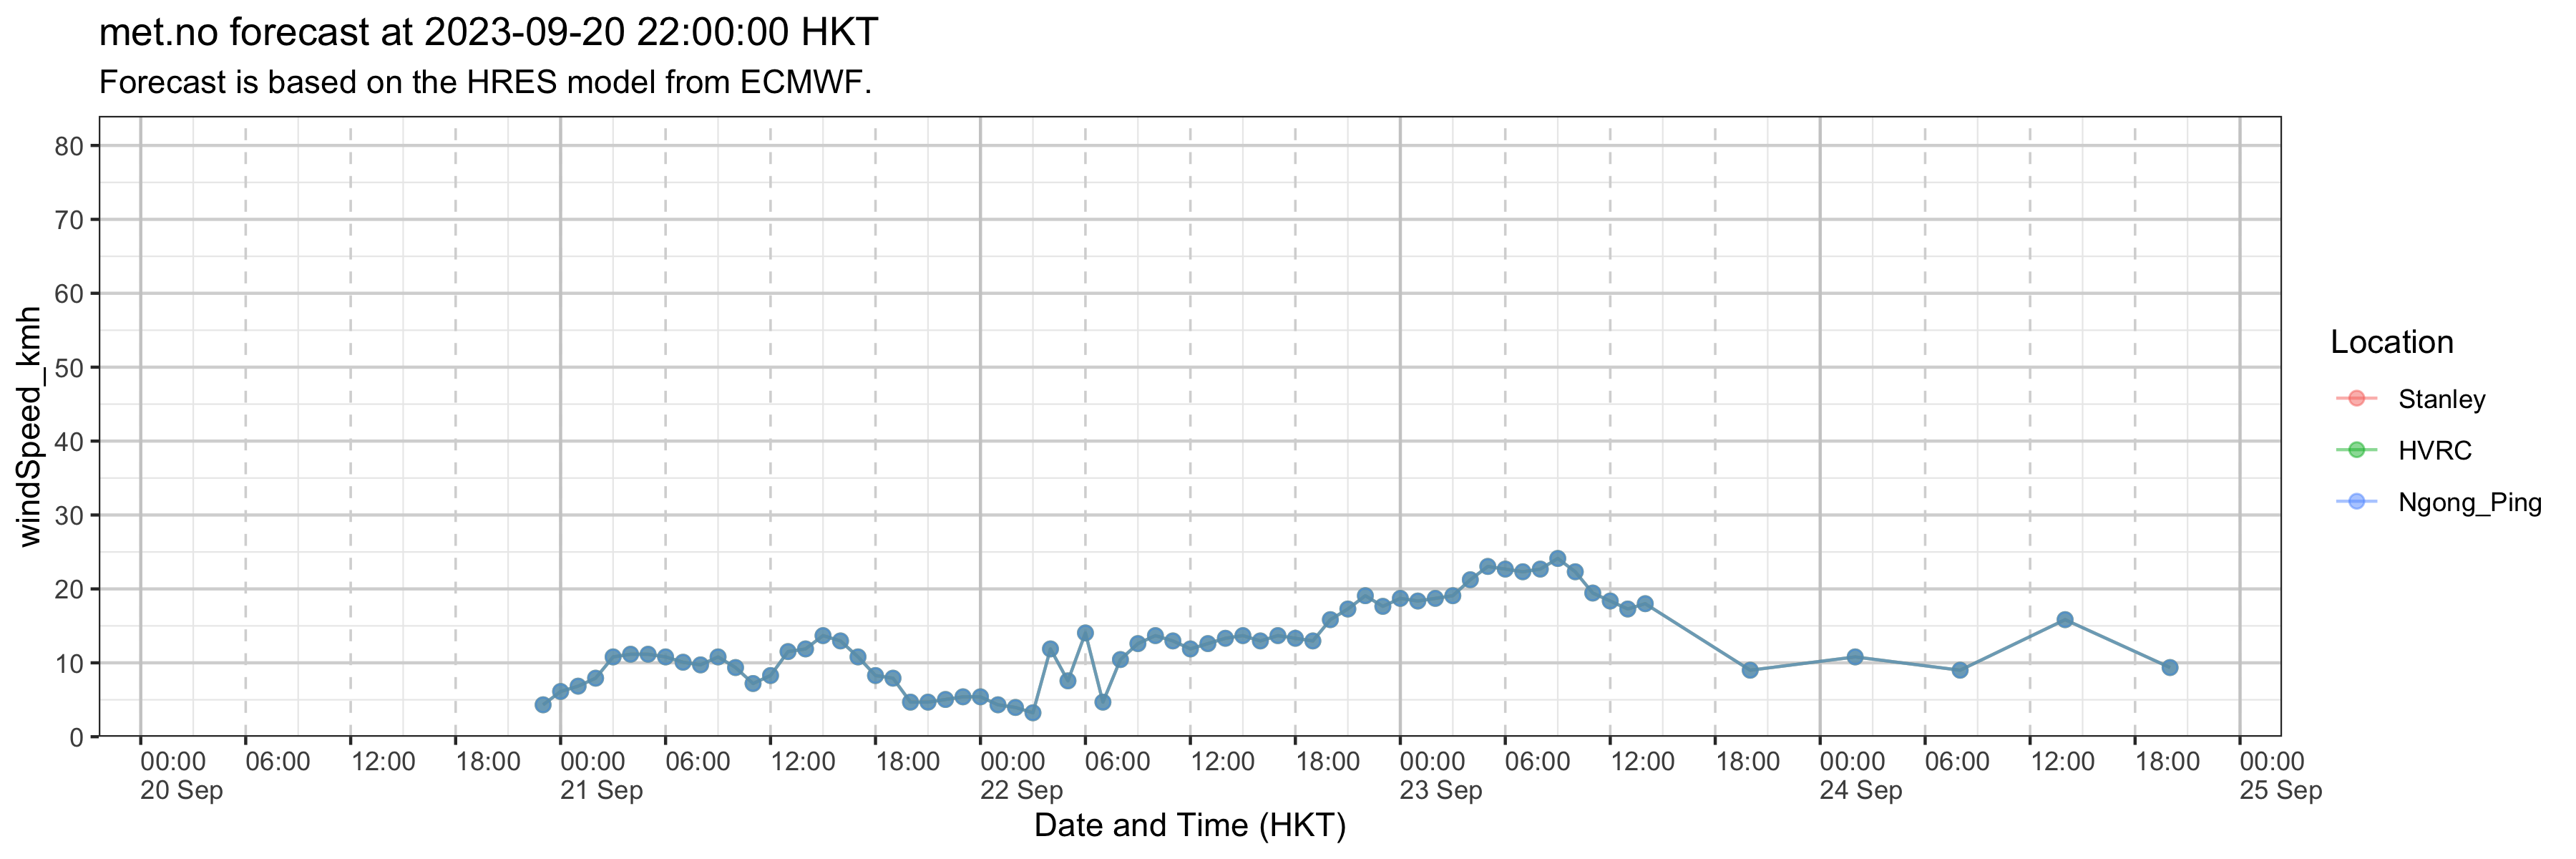 met.no forecast at 2023-09-20 22:00:00 HKT
Forecast is based on the HRES model from ECMWF.
windSpeed_kmh
80
70
60
50
40
30
20
10
0
00:00 06:00 12:00 18:00 00:00 06:00 12:00 18:00 00:00 06:00 12:00 18:00 00:00 06:00 12:00 18:00 00:00 06:00 12:00 18:00 00:00
20 Sep 21 Sep 22 Sep 23 Sep 24 Sep 25 Sep
Date and Time (HKT)
Location
Stanley
HVRC
Ngong_Ping